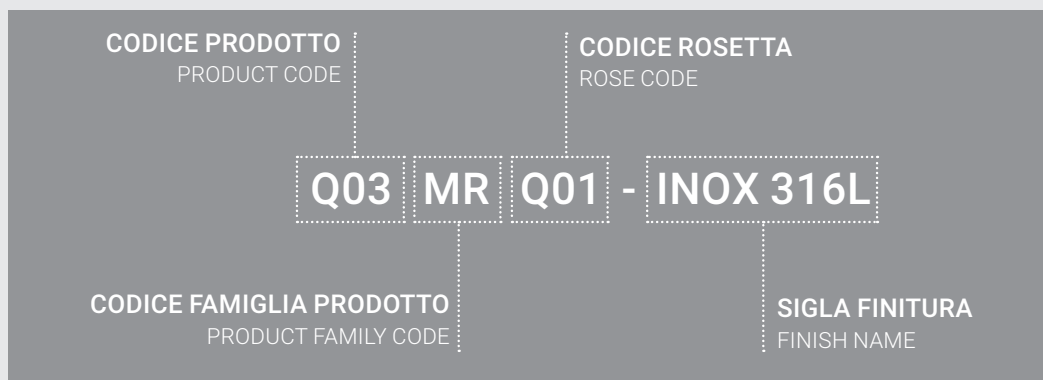 CODICE PRODOTTO
PRODUCT CODE
CODICE ROSETTA
ROSE CODE
Q03 MR Q01 - INOX 316L
CODICE FAMIGLIA PRODOTTO
PRODUCT FAMILY CODE
SIGLA FINITURA
FINISH NAME